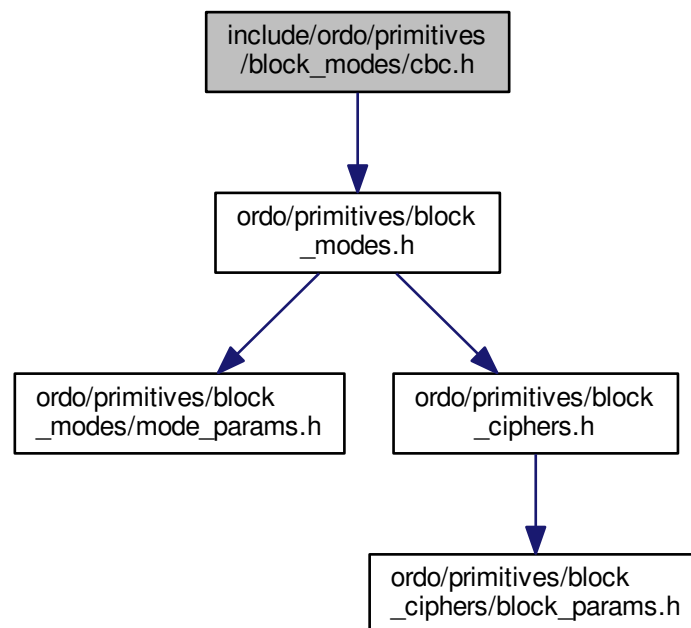 include/ordo/primitives
/block_modes/cbc.h
ordo/primitives/block
_modes.h
ordo/primitives/block
_modes/mode_params.h
ordo/primitives/block
_ciphers.h
ordo/primitives/block
_ciphers/block_params.h